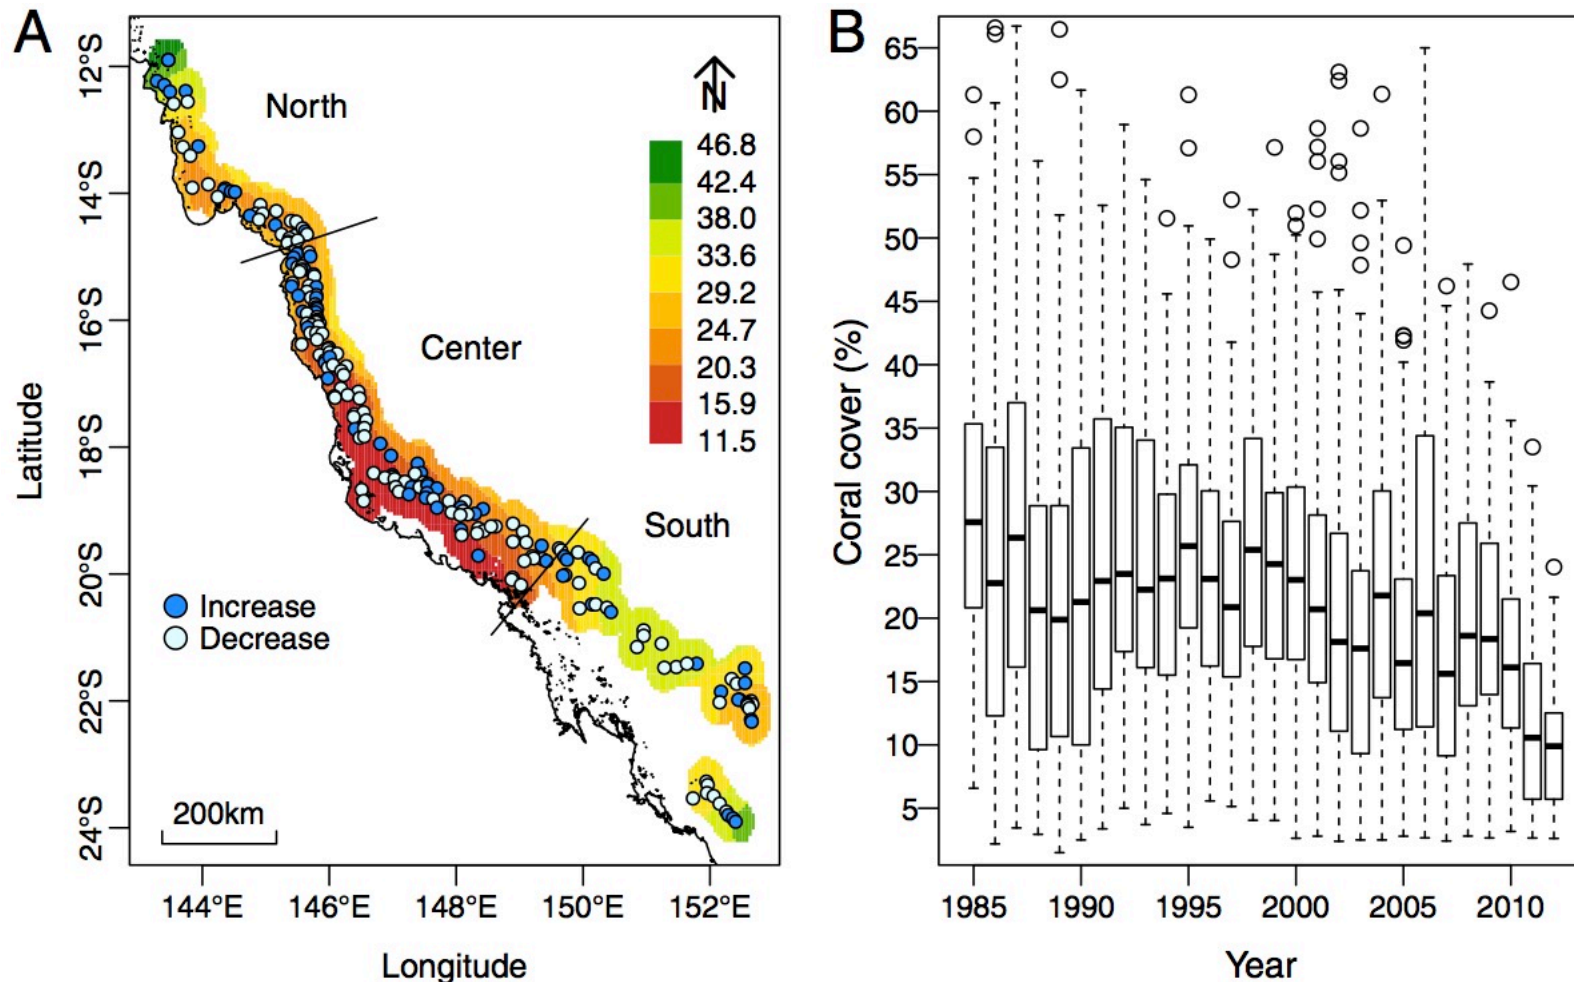 A
12°S
14°S
16°S
18°S
20°S
22°S
24°S
Latitude
North
Center
South
N
46.8
42.4
38.0
33.6
29.2
24.7
20.3
15.9
11.5
Increase
Decrease
200km
144°E 146°E 148°E 150°E 152°E
Longitude
B
65
60
55
50
45
40
35
30
25
20
15
10
5
Coral cover (%)
1985 1990 1995 2000 2005 2010
Year